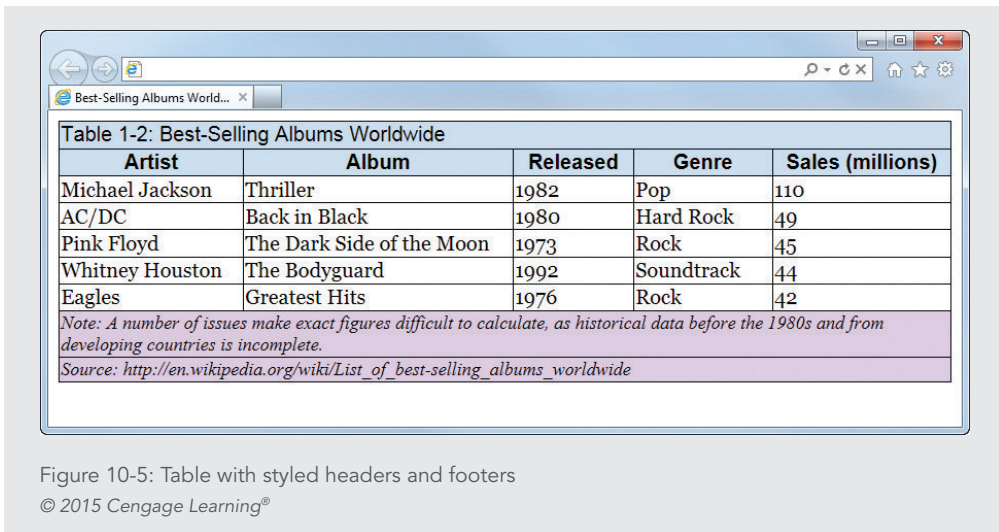 Best-Selling Albums World...
Table 1-2: Best-Selling Albums Worldwide
Artist Album Released Genre Sales (millions)
Michael Jackson Thriller 1982 Pop 110
AC/DC Back in Black 1980 Hard Rock 49
Pink Floyd The Dark Side of the Moon 1973 Rock 45
Whitney Houston The Bodyguard 1992 Soundtrack 44
Eagles Greatest Hits 1976 Rock 42
Note: A number of issues make exact figures difficult to calculate, as historical data before the 1980s and from
developing countries is incomplete.
Source: http://en.wikipedia.org/wiki/List_of_best-selling_albums_worldwide
Figure 10-5: Table with styled headers and footers
© 2015 Cengage Learning®